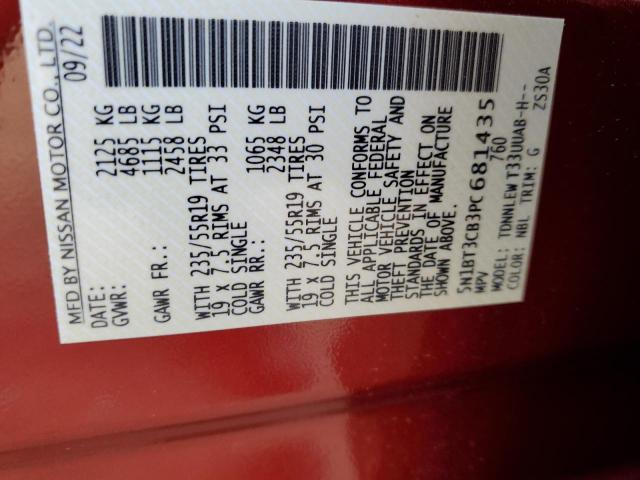 MFD BY NISSAN MOTOR CO., LTD.
DATE: 09/22
GVWR: 2125 KG
4685 LB
GAWR FR.: 1115 KG
2458 LB
WITH 235/55R19 TIRES
19 X 7.5 RIMS AT 33 PSI
COLD SINGLE
GAWR RR.: 1065 KG
2348 LB
WITH 235/55R19 TIRES
19 X 7.5 RIMS AT 30 PSI
COLD SINGLE
THIS VEHICLE CONFORMS TO
ALL APPLICABLE FEDERAL
MOTOR VEHICLE SAFETY AND
THEFT PREVENTION
STANDARDS IN EFFECT ON
THE DATE OF MANUFACTURE
SHOWN ABOVE.
5N1BT3CB3PC681435
MPV 760
MODEL: TDNNLEW T33UUAB-H--
COLOR: NBL TRIM: G ZS30A